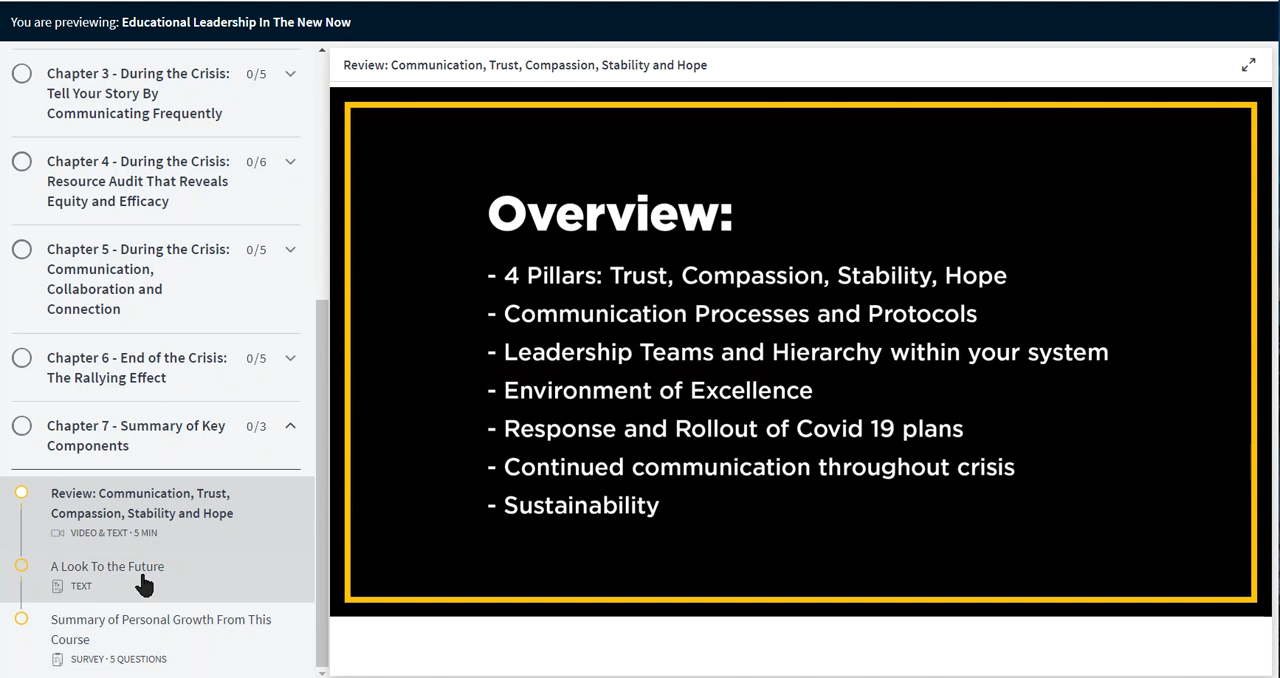 You are previewing: Educational Leadership In The New Now
Chapter 3 - During the Crisis: 0/5
Tell Your Story By
Communicating Frequently
Chapter 4 - During the Crisis: 0/6
Resource Audit That Reveals
Equity and Efficacy
Chapter 5 - During the Crisis: 0/5
Communication,
Collaboration and
Connection
Chapter 6 - End of the Crisis: 0/5
The Rallying Effect
Chapter 7 - Summary of Key 0/3
Components
Review: Communication, Trust,
Compassion, Stability and Hope
VIDEO & TEXT · 5 MIN
A Look To the Future
TEXT
Summary of Personal Growth From This
Course
SURVEY · 5 QUESTIONS
Review: Communication, Trust, Compassion, Stability and Hope
Overview:
- 4 Pillars: Trust, Compassion, Stability, Hope
- Communication Processes and Protocols
- Leadership Teams and Hierarchy within your system
- Environment of Excellence
- Response and Rollout of Covid 19 plans
- Continued communication throughout crisis
- Sustainability